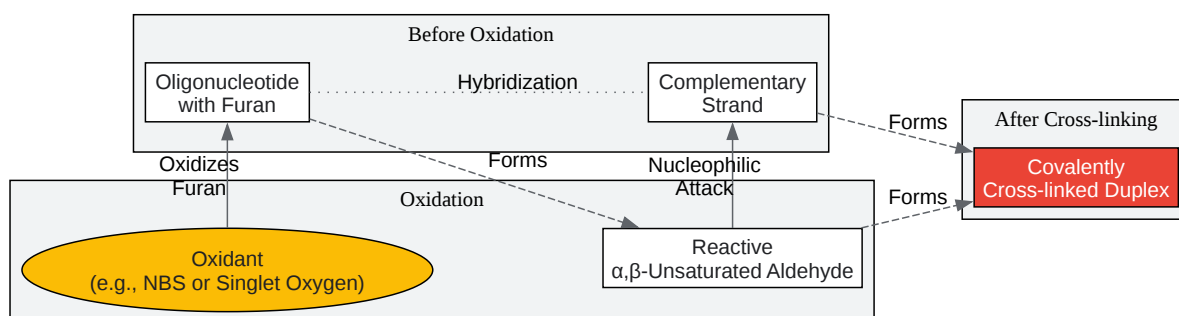 Before Oxidation
Oligonucleotide
with Furan
Hybridization
Complementary
Strand
Forms
After Cross-linking
Covalently
Cross-linked Duplex
Oxidizes
Furan
Forms
Nucleophilic
Attack
Forms
Oxidation
Oxidant
(e.g., NBS or Singlet Oxygen)
Reactive
α,β-Unsaturated Aldehyde